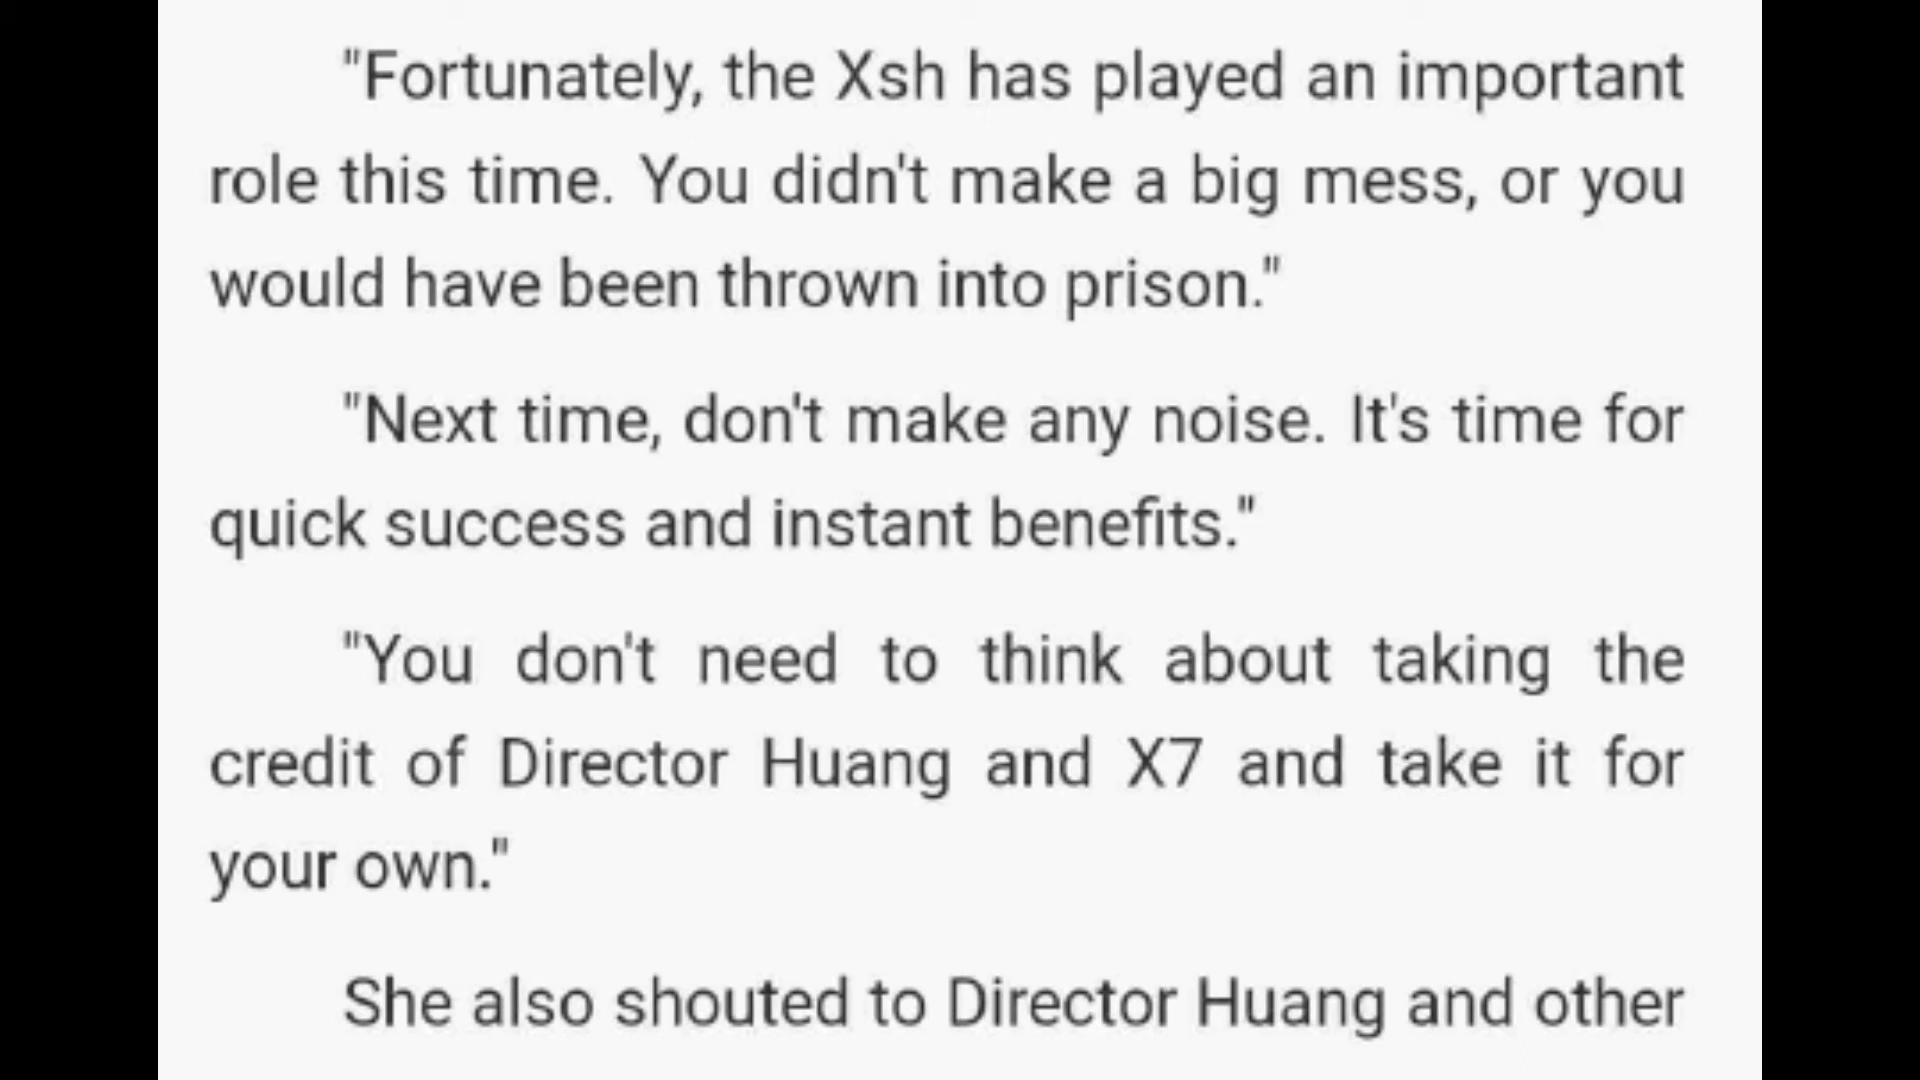 "Fortunately, the Xsh has played an important
role this time. You didn't make a big mess, or you
would have been thrown into prison."
"Next time, don't make any noise. It's time for
quick success and instant benefits."
"You don't need to think about taking the
credit of Director Huang and X7 and take it for
your own."
She also shouted to Director Huang and other